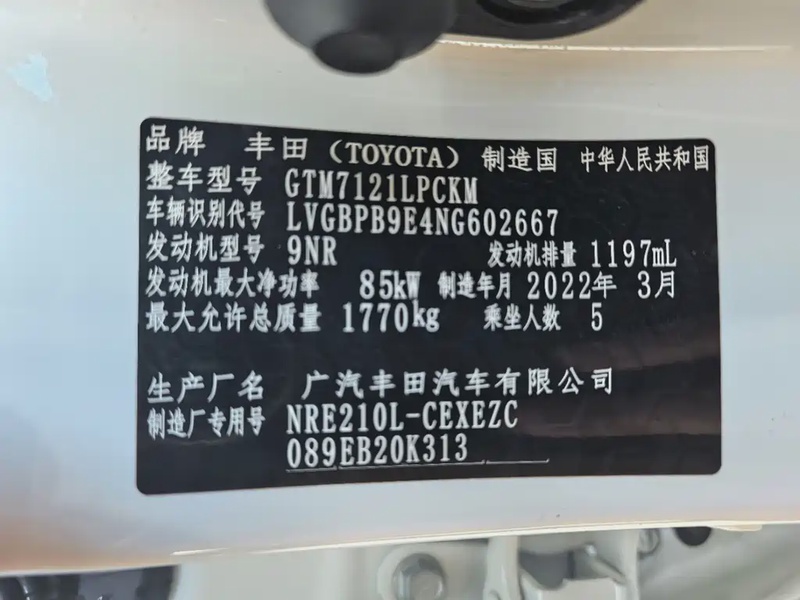 品牌 丰田（TOYOTA） 制造国 中华人民共和国
整车型号 GTM7121LPCKM
车辆识别代号 LVGBPB9E4NG602667
发动机型号 9NR 发动机排量 1197mL
发动机最大净功率 85kW 制造年月 2022年 3月
最大允许总质量 1770kg 乘坐人数 5
生产厂名 广汽丰田汽车有限公司
制造厂专用号 NRE210L-CEXEZC
089EB20K313